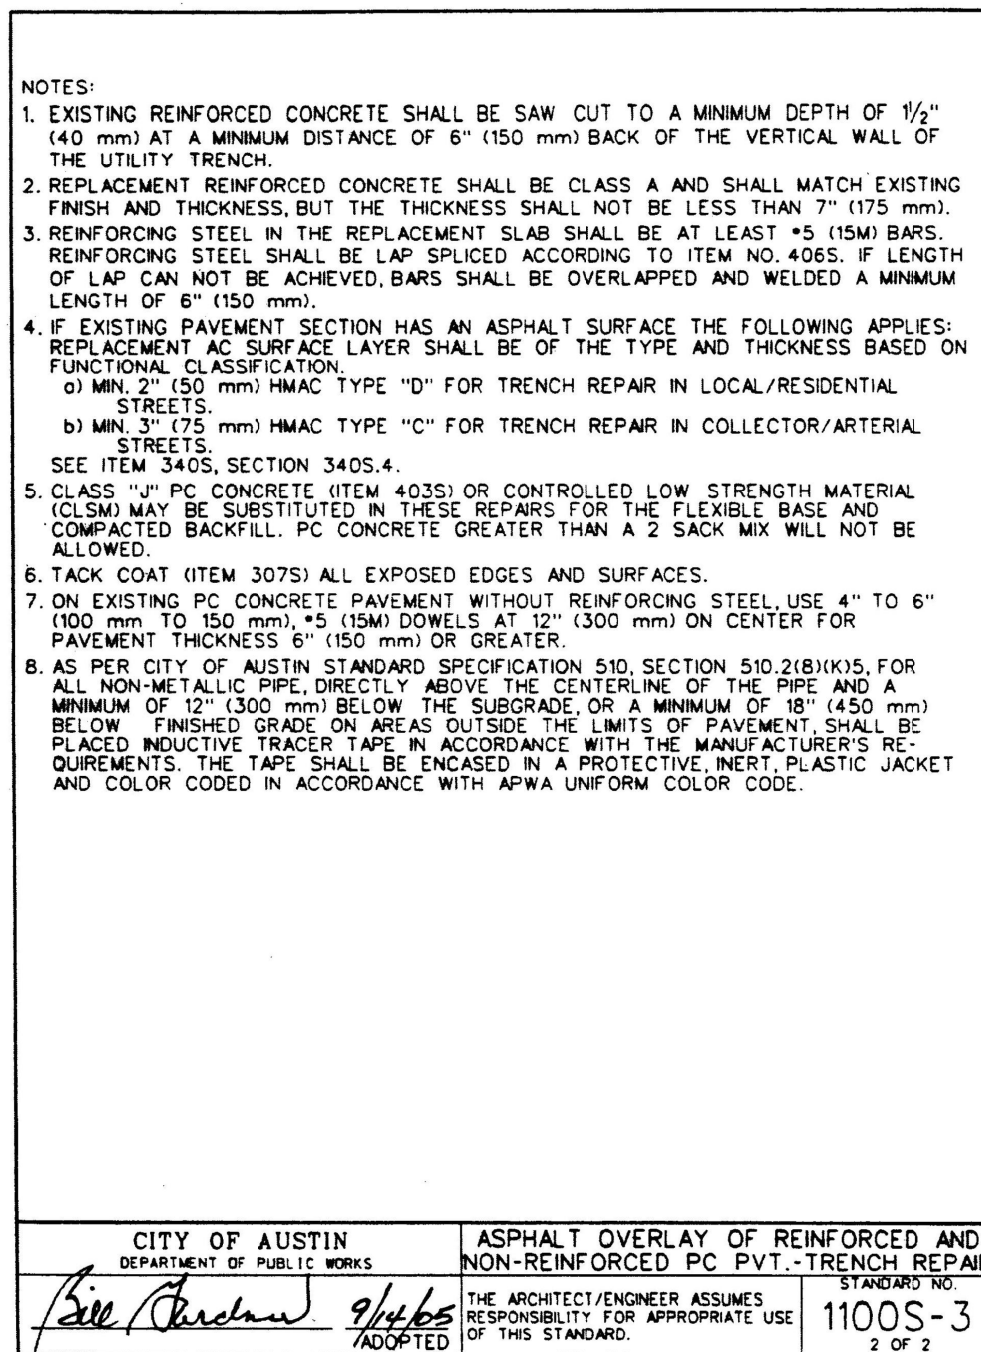 NOTES:
1. EXISTING REINFORCED CONCRETE SHALL BE SAW CUT TO A MINIMUM DEPTH OF 1½"
(40 mm) AT A MINIMUM DISTANCE OF 6" (150 mm) BACK OF THE VERTICAL WALL OF
THE UTILITY TRENCH.
2. REPLACEMENT REINFORCED CONCRETE SHALL BE CLASS A AND SHALL MATCH EXISTING
FINISH AND THICKNESS, BUT THE THICKNESS SHALL NOT BE LESS THAN 7" (175 mm).
3. REINFORCING STEEL IN THE REPLACEMENT SLAB SHALL BE AT LEAST •5 (15M) BARS.
REINFORCING STEEL SHALL BE LAP SPLICED ACCORDING TO ITEM NO. 406S. IF LENGTH
OF LAP CAN NOT BE ACHIEVED, BARS SHALL BE OVERLAPPED AND WELDED A MINIMUM
LENGTH OF 6" (150 mm).
4. IF EXISTING PAVEMENT SECTION HAS AN ASPHALT SURFACE THE FOLLOWING APPLIES:
REPLACEMENT AC SURFACE LAYER SHALL BE OF THE TYPE AND THICKNESS BASED ON
FUNCTIONAL CLASSIFICATION.
a) MIN. 2" (50 mm) HMAC TYPE "D" FOR TRENCH REPAIR IN LOCAL/RESIDENTIAL
STREETS.
b) MIN. 3" (75 mm) HMAC TYPE "C" FOR TRENCH REPAIR IN COLLECTOR/ARTERIAL
STREETS.
SEE ITEM 340S, SECTION 340S.4.
5. CLASS "J" PC CONCRETE (ITEM 403S) OR CONTROLLED LOW STRENGTH MATERIAL
(CLSM) MAY BE SUBSTITUTED IN THESE REPAIRS FOR THE FLEXIBLE BASE AND
COMPACTED BACKFILL. PC CONCRETE GREATER THAN A 2 SACK MIX WILL NOT BE
ALLOWED.
6. TACK COAT (ITEM 307S) ALL EXPOSED EDGES AND SURFACES.
7. ON EXISTING PC CONCRETE PAVEMENT WITHOUT REINFORCING STEEL, USE 4" TO 6"
(100 mm TO 150 mm), •5 (15M) DOWELS AT 12" (300 mm) ON CENTER FOR
PAVEMENT THICKNESS 6" (150 mm) OR GREATER.
8. AS PER CITY OF AUSTIN STANDARD SPECIFICATION 510, SECTION 510.2(8)(K)5, FOR
ALL NON-METALLIC PIPE, DIRECTLY ABOVE THE CENTERLINE OF THE PIPE AND A
MINIMUM OF 12" (300 mm) BELOW THE SUBGRADE, OR A MINIMUM OF 18" (450 mm)
BELOW FINISHED GRADE ON AREAS OUTSIDE THE LIMITS OF PAVEMENT, SHALL BE
PLACED INDUCTIVE TRACER TAPE IN ACCORDANCE WITH THE MANUFACTURER'S RE-
QUIREMENTS. THE TAPE SHALL BE ENCASED IN A PROTECTIVE, INERT, PLASTIC JACKET
AND COLOR CODED IN ACCORDANCE WITH APWA UNIFORM COLOR CODE.
CITY OF AUSTIN
DEPARTMENT OF PUBLIC WORKS
Bill 9/14/05
ADOPTED
ASPHALT OVERLAY OF REINFORCED AND
NON-REINFORCED PC PVT.-TRENCH REPAI
THE ARCHITECT/ENGINEER ASSUMES
RESPONSIBILITY FOR APPROPRIATE USE
OF THIS STANDARD.
STANDARD NO.
1100S-3
2 OF 2